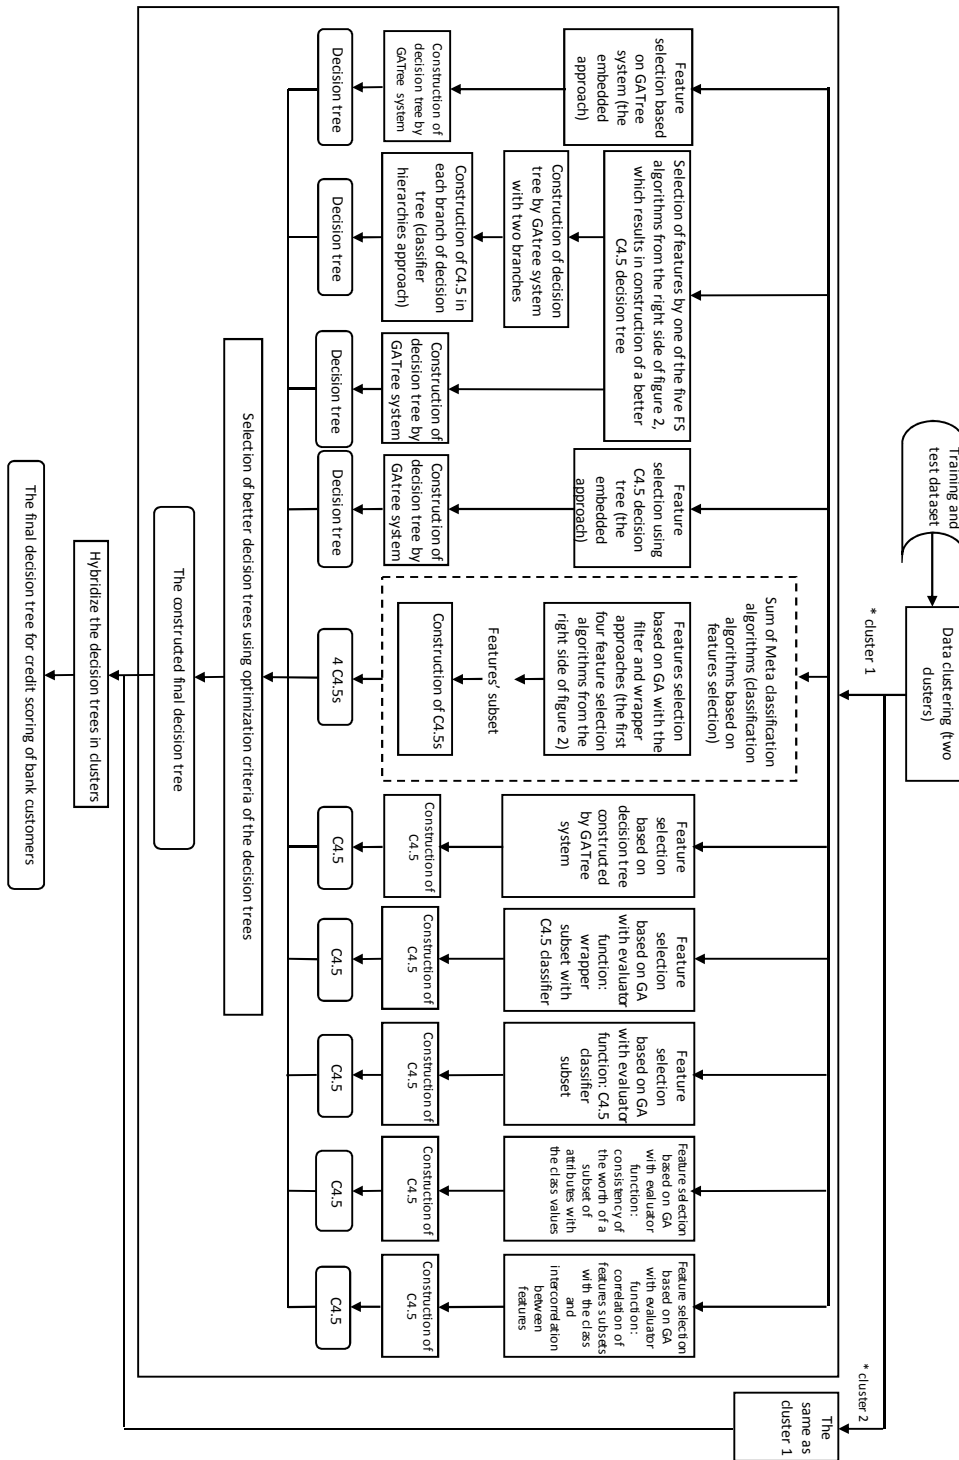 Training and
test dataset
Data clustering (two
clusters)
* cluster 1
* cluster 2
The
same as
cluster 1
Feature
selection based
on GATree
system (the
embedded
approach)
Construction of
decision tree by
GATree system
Decision tree
Selection of features by one of the five FS
algorithms from the right side of figure 2,
which results in construction of a better
C4.5 decision tree
Construction of decision
tree by GAtree system
with two branches
Construction of C4.5 in
each branch of decision
tree (classifier
hierarchies approach)
Decision tree
Construction of
decision tree by
GATree system
Decision tree
Feature
selection using
C4.5 decision
tree (the
embedded
approach)
Construction of
decision tree by
GAtree system
Decision tree
Sum of Meta classification
algorithms (classification
algorithms based on
features selection)
Features selection
based on GA with the
filter and wrapper
approaches (the first
four feature selection
algorithms from the
right side of figure 2)
Features' subset
Construction of C4.5s
4 C4.5s
Feature
selection
based on
decision tree
constructed
by GATree
system
Construction of
C4.5
C4.5
Feature
selection
based on GA
with evaluator
function:
wrapper
subset with
C4.5 classifier
Construction of
C4.5
C4.5
Feature
selection
based on GA
with evaluator
function: C4.5
classifier
subset
Construction of
C4.5
C4.5
Feature selection
based on GA
with evaluator
function:
consistency of
the worth of a
subset of
attributes with
the class values
Construction of
C4.5
C4.5
Feature selection
based on GA
with evaluator
function:
correlation of
features subsets
with the class
and
intercorrelation
between
features
Construction of
C4.5
C4.5
Selection of better decision trees using optimization criteria of the decision trees
The constructed final decision tree
Hybridize the decision trees in clusters
The final decision tree for credit scoring of bank customers